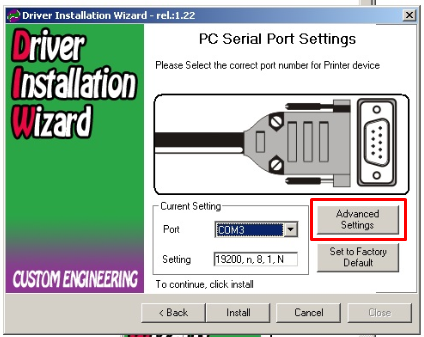 Driver Installation Wizard - rel.:1.22
Driver
Installation
Wizard
PC Serial Port Settings
Please Select the correct port number for Printer device
Current Setting
Port
COM3
Advanced
Settings
Setting
19200, n, 8, 1, N
Set to Factory
Default
CUSTOM ENGINEERING
To continue, click install
< Back
Install
Cancel
Close